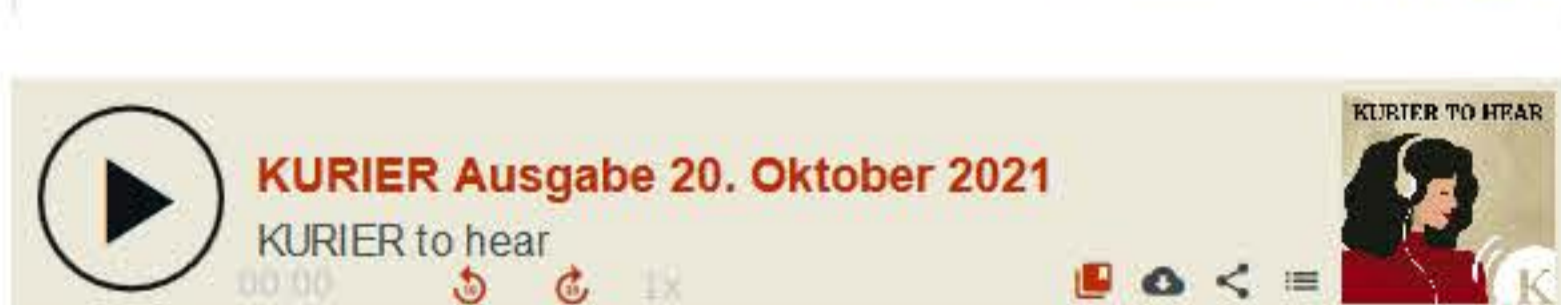 KURIER Ausgabe 20. Oktober 2021
KURIER to hear
00:00
1x
KURIER TO HEAR
K